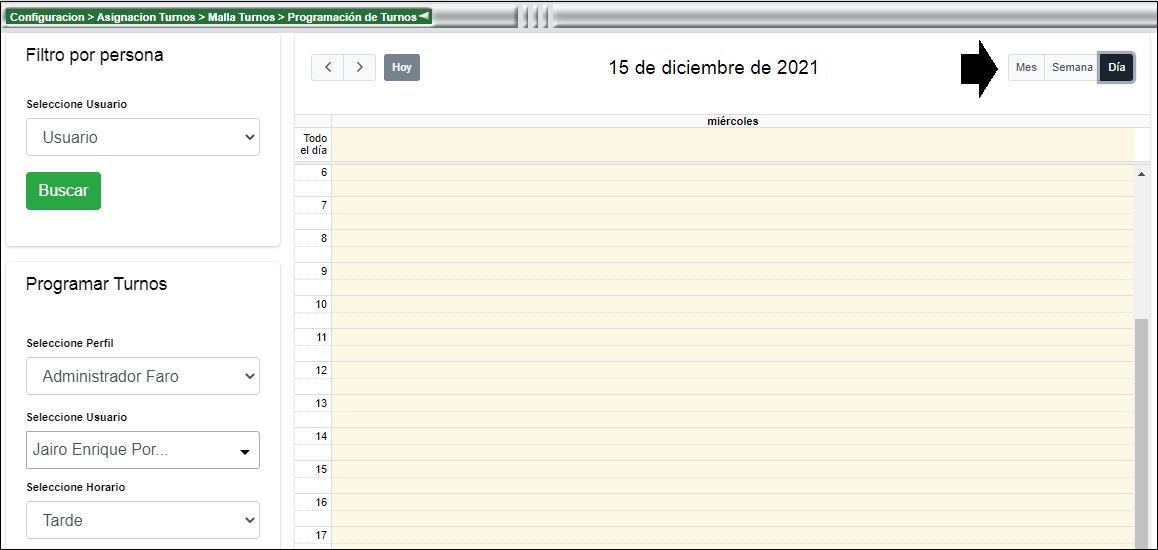 Configuracion > Asignacion Turnos > Malla Turnos > Programación de Turnos
Filtro por persona
Seleccione Usuario
Usuario
Buscar
Programar Turnos
Seleccione Perfil
Administrador Faro
Seleccione Usuario
Jairo Enrique Por...
Seleccione Horario
Tarde
Hoy
15 de diciembre de 2021
Mes Semana Día
miércoles
Todo
el día
6
7
8
9
10
11
12
13
14
15
16
17